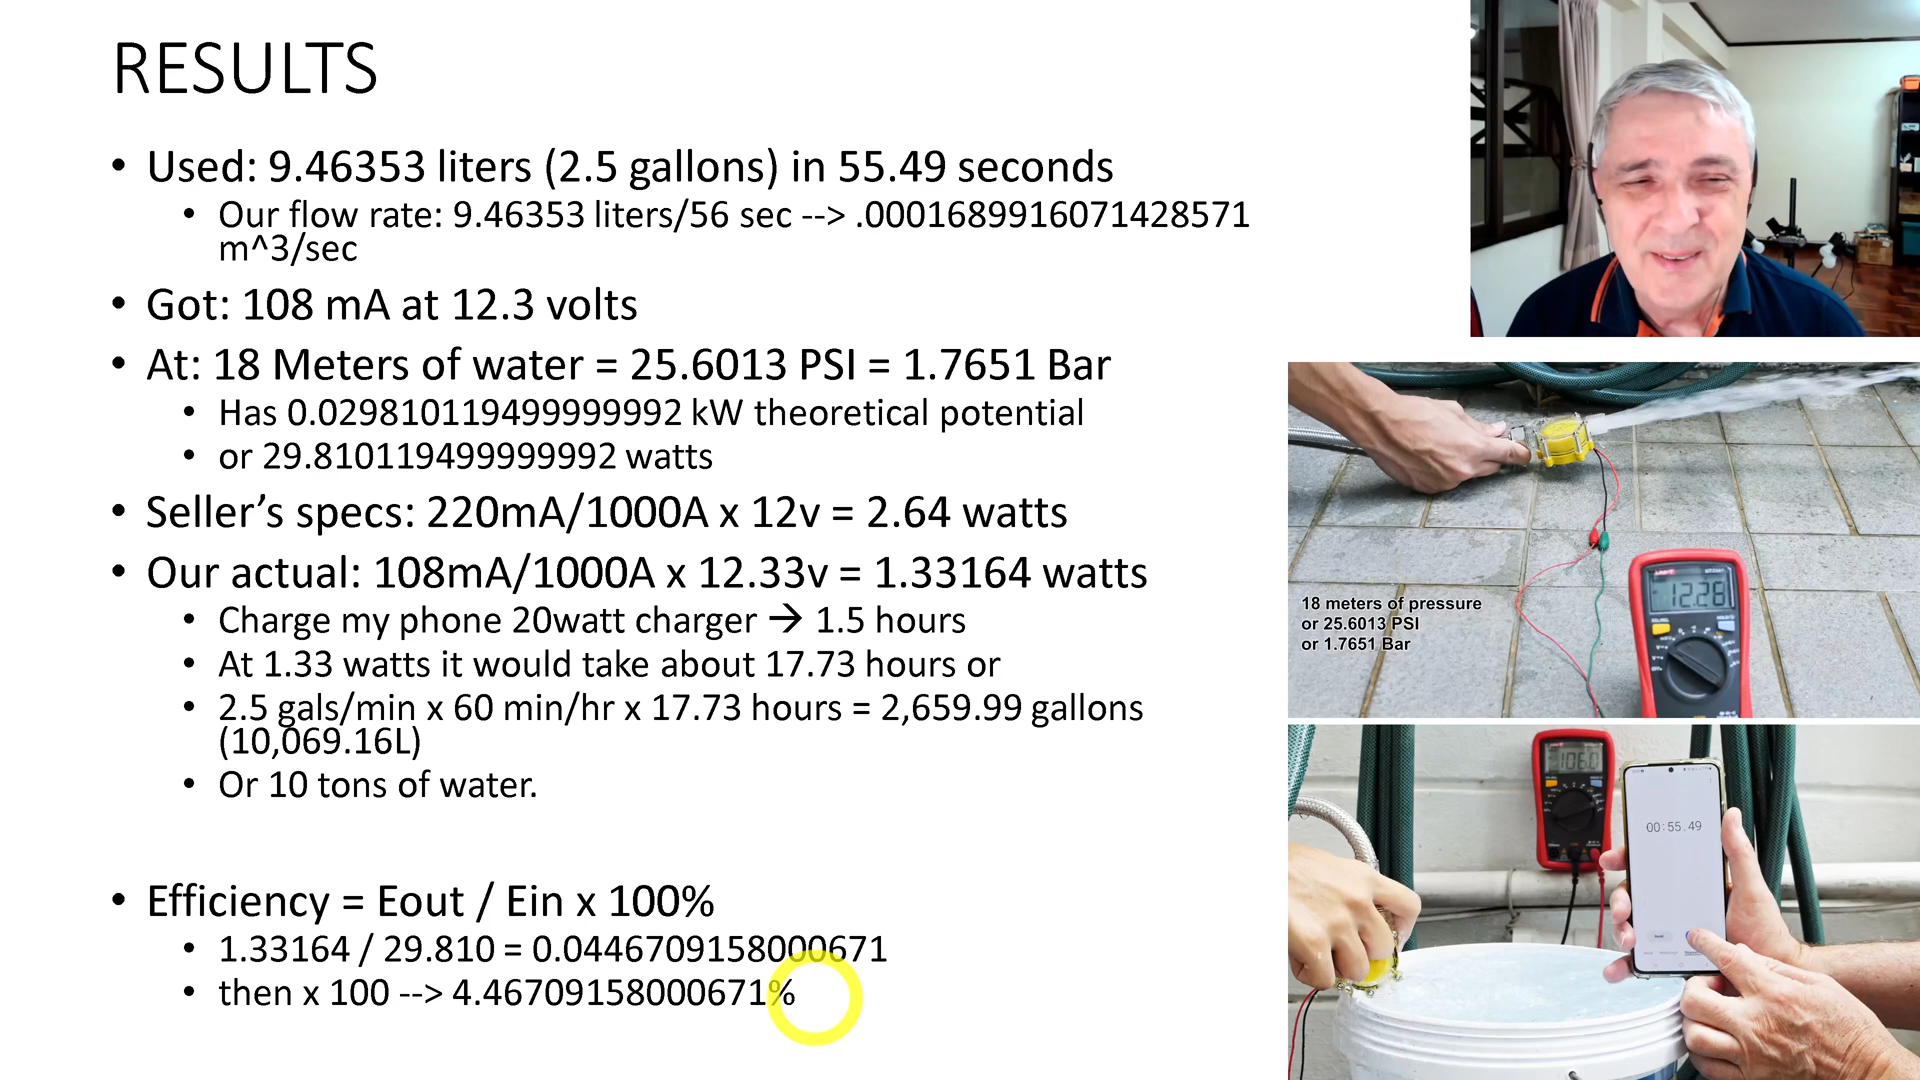 RESULTS
• Used: 9.46353 liters (2.5 gallons) in 55.49 seconds
• Our flow rate: 9.46353 liters/56 sec --> .0001689916071428571
m^3/sec
• Got: 108 mA at 12.3 volts
• At: 18 Meters of water = 25.6013 PSI = 1.7651 Bar
• Has 0.029810119499999992 kW theoretical potential
• or 29.810119499999992 watts
• Seller’s specs: 220mA/1000A x 12v = 2.64 watts
• Our actual: 108mA/1000A x 12.33v = 1.33164 watts
• Charge my phone 20watt charger → 1.5 hours
• At 1.33 watts it would take about 17.73 hours or
• 2.5 gals/min x 60 min/hr x 17.73 hours = 2,659.99 gallons
(10,069.16L)
• Or 10 tons of water.
• Efficiency = Eout / Ein x 100%
• 1.33164 / 29.810 = 0.0446709158000671
• then x 100 --> 4.46709158000671%
12.28
18 meters of pressure
or 25.6013 PSI
or 1.7651 Bar
106.0
00:55.49